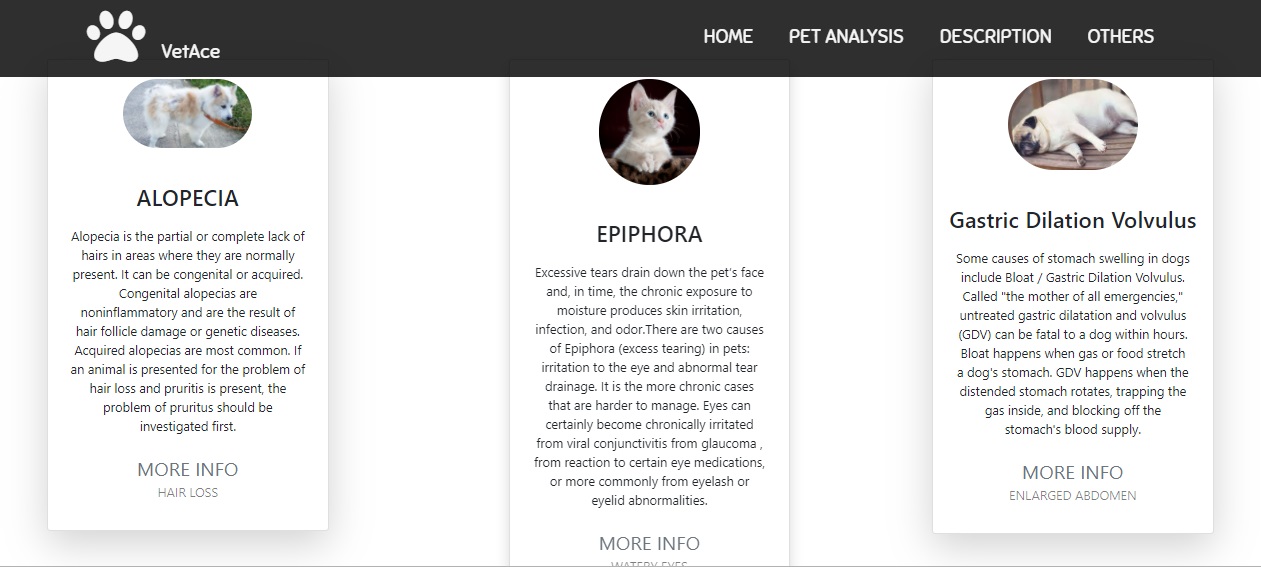 VetAce
HOME PET ANALYSIS DESCRIPTION OTHERS
ALOPECIA
Alopecia is the partial or complete lack of
hairs in areas where they are normally
present. It can be congenital or acquired.
Congenital alopecias are
noninflammatory and are the result of
hair follicle damage or genetic diseases.
Acquired alopecias are most common. If
an animal is presented for the problem of
hair loss and pruritis is present, the
problem of pruritus should be
investigated first.
MORE INFO
HAIR LOSS
EPIPHORA
Excessive tears drain down the pet's face
and, in time, the chronic exposure to
moisture produces skin irritation,
infection, and odor.There are two causes
of Epiphora (excess tearing) in pets:
irritation to the eye and abnormal tear
drainage. It is the more chronic cases
that are harder to manage. Eyes can
certainly become chronically irritated
from viral conjunctivitis from glaucoma ,
from reaction to certain eye medications,
or more commonly from eyelash or
eyelid abnormalities.
MORE INFO
WATERY EYES
Gastric Dilation Volvulus
Some causes of stomach swelling in dogs
include Bloat / Gastric Dilation Volvulus.
Called "the mother of all emergencies,"
untreated gastric dilatation and volvulus
(GDV) can be fatal to a dog within hours.
Bloat happens when gas or food stretch
a dog's stomach. GDV happens when the
distended stomach rotates, trapping the
gas inside, and blocking off the
stomach's blood supply.
MORE INFO
ENLARGED ABDOMEN